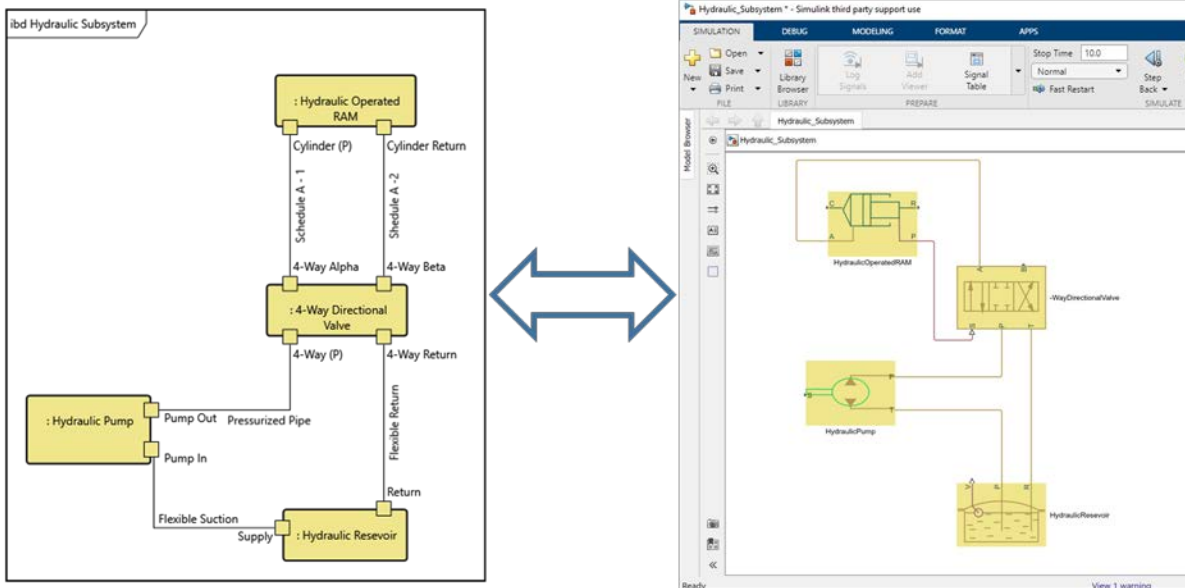 ibd Hydraulic Subsystem
: Hydraulic Operated
RAM
Cylinder (P)
Cylinder Return
Schedule A - 1
Shedule A -2
4-Way Alpha
4-Way Beta
: 4-Way Directional
Valve
4-Way (P)
4-Way Return
: Hydraulic Pump
Pump Out
Pressurized Pipe
Pump In
Flexible Return
Return
Flexible Suction
Supply
: Hydraulic Resevoir
Hydraulic_Subsystem * - Simulink third party support use
SIMULATION
DEBUG
MODELING
FORMAT
APPS
New
Open
Save
Print
FILE
Library
Browser
LIBRARY
Log
Signals
Add
Viewer
Signal
Table
PREPARE
Stop Time 10.0
Normal
Fast Restart
Step
Back
SIMULATE
Model Browser
Hydraulic_Subsystem
Hydraulic_Subsystem
C
R
A
P
HydraulicOperatedRAM
A
B
-WayDirectionalValve
S
P
T
P
S
T
HydraulicPump
V
P
R
HydraulicResevoir
Ready
View 1 warning